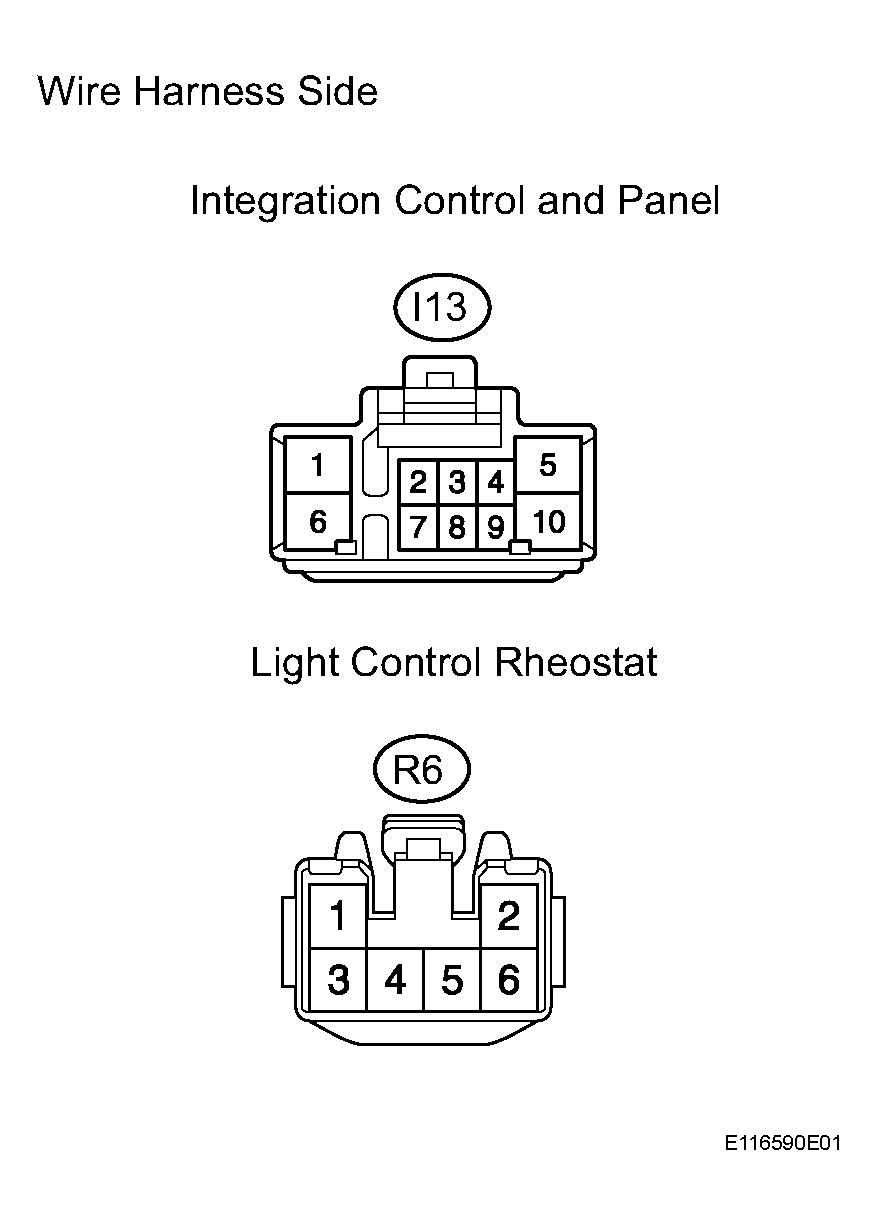 Wire Harness Side
Integration Control and Panel
I13
1 5
2 3 4
6 10
7 8 9
Light Control Rheostat
R6
1 2
3 4 5 6
E116590E01